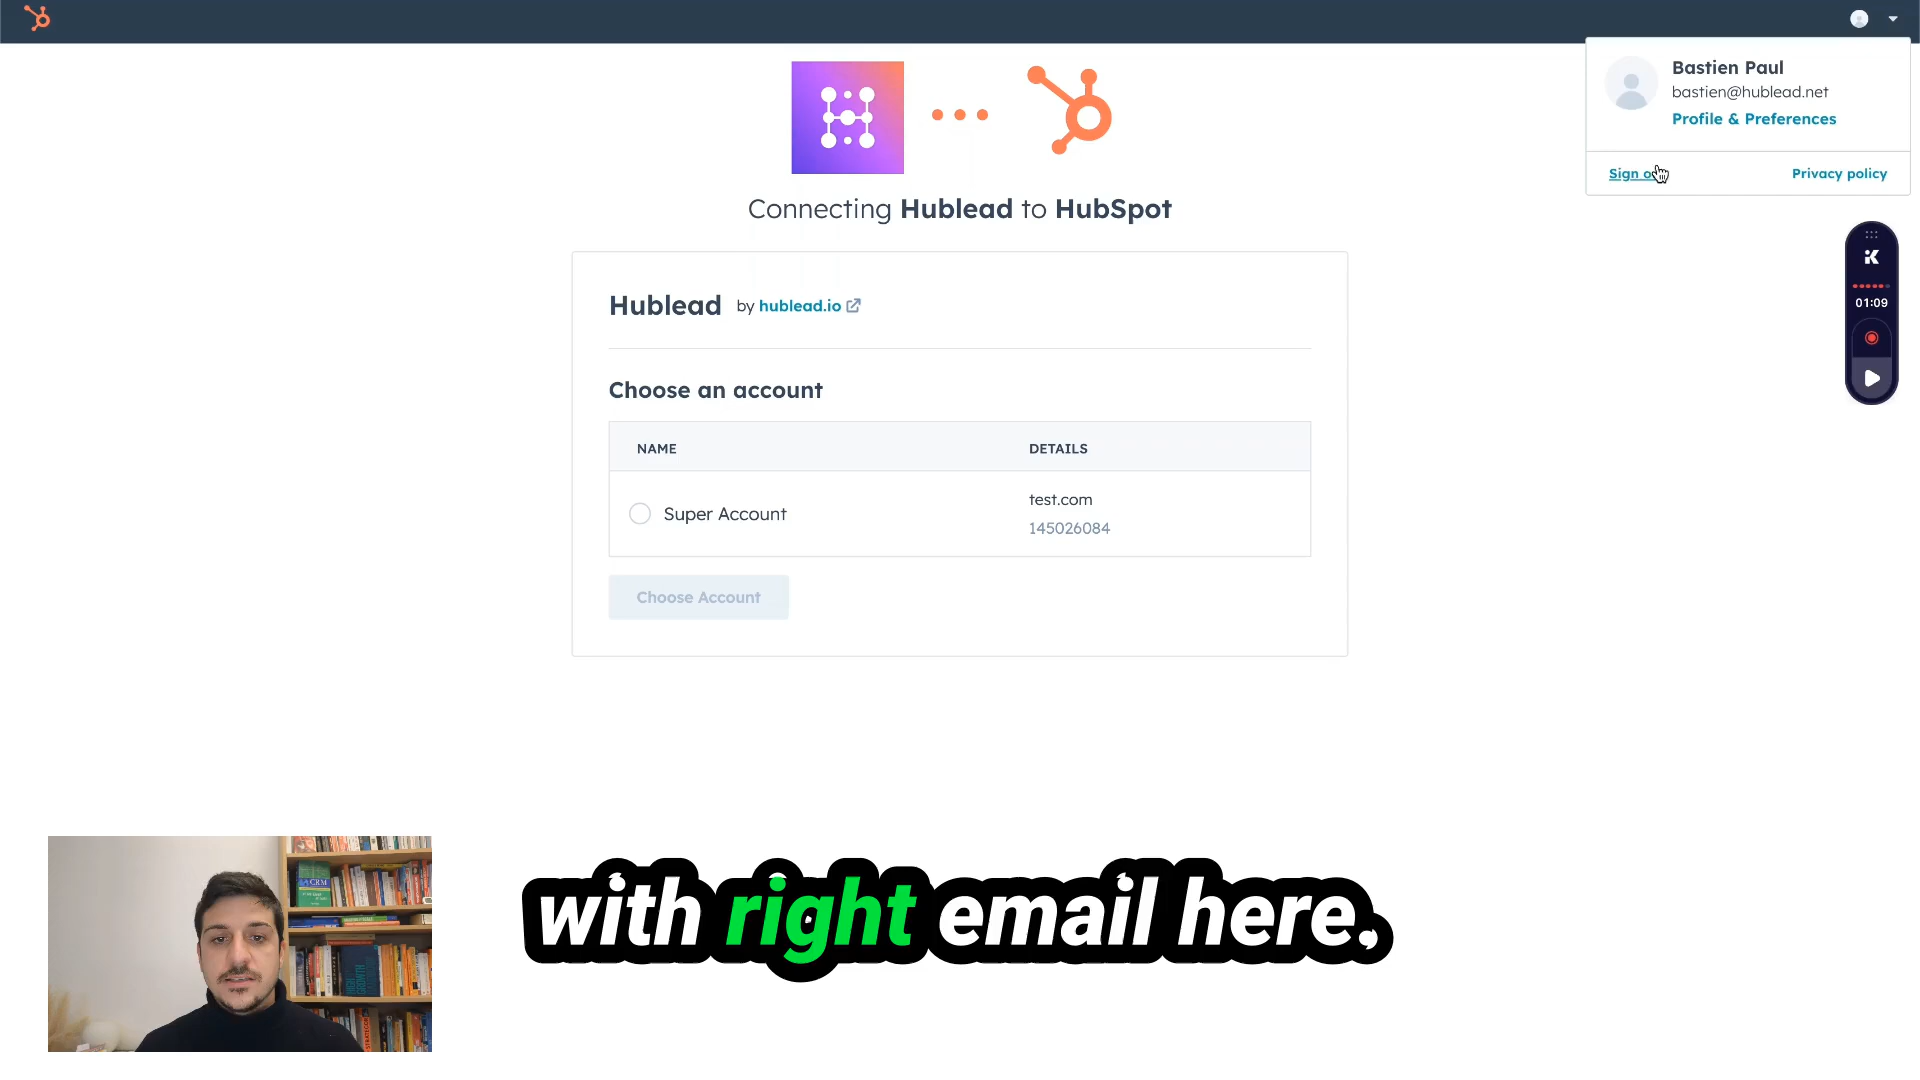 Bastien Paul
bastien@hublead.net
Profile & Preferences
Sign o
Privacy policy
Connecting Hublead to HubSpot
01:09
Hublead by hublead.io
Choose an account
NAME DETAILS
Super Account
test.com
145026084
Choose Account
CRM
with right email here.